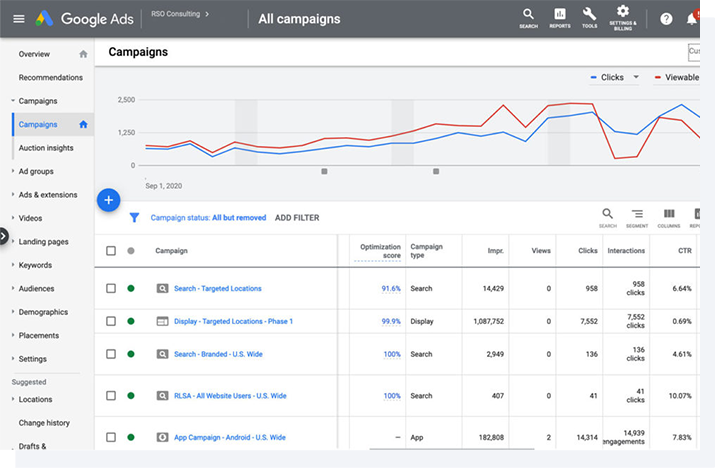 Google Ads
RSO Consulting
All campaigns
SEARCH
REPORTS
TOOLS
SETTINGS &
BILLING
?
Overview
Recommendations
Campaigns
Campaigns
Auction insights
Ad groups
Ads & extensions
Videos
Landing pages
Keywords
Audiences
Demographics
Placements
Settings
Suggested
Locations
Change history
Drafts &
Campaigns
Clicks
Viewable
2,500
1,250
0
Sep 1, 2020
Campaign status: All but removed
ADD FILTER
SEARCH
SEGMENT
COLUMNS
Campaign
Optimization
score
Campaign
type
Impr.
Views
Clicks
Interactions
CTR
Search - Targeted Locations
91.6%
Search
14,429
0
958
958
clicks
6.64%
Display - Targeted Locations - Phase 1
99.9%
Display
1,087,752
0
7,552
7,552
clicks
0.69%
Search - Branded - U.S. Wide
100%
Search
2,949
0
136
136
clicks
4.61%
RLSA - All Website Users - U.S. Wide
100%
Search
407
0
41
41
clicks
10.07%
App Campaign - Android - U.S. Wide
—
App
182,808
2
14,314
14,939
engagements
7.83%